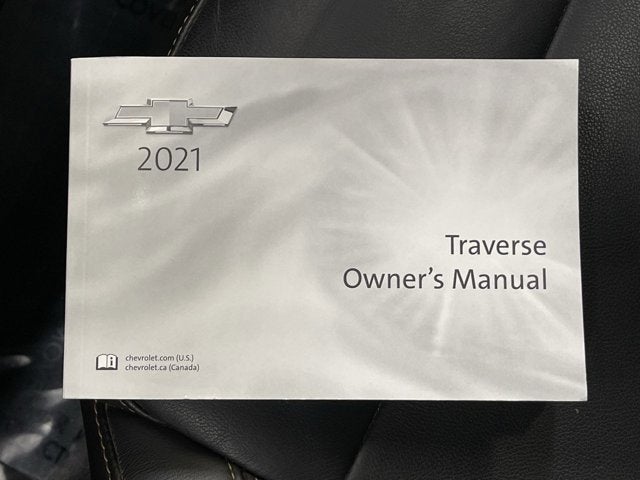 2021
Traverse
Owner's Manual
chevrolet.com (U.S.)
chevrolet.ca (Canada)